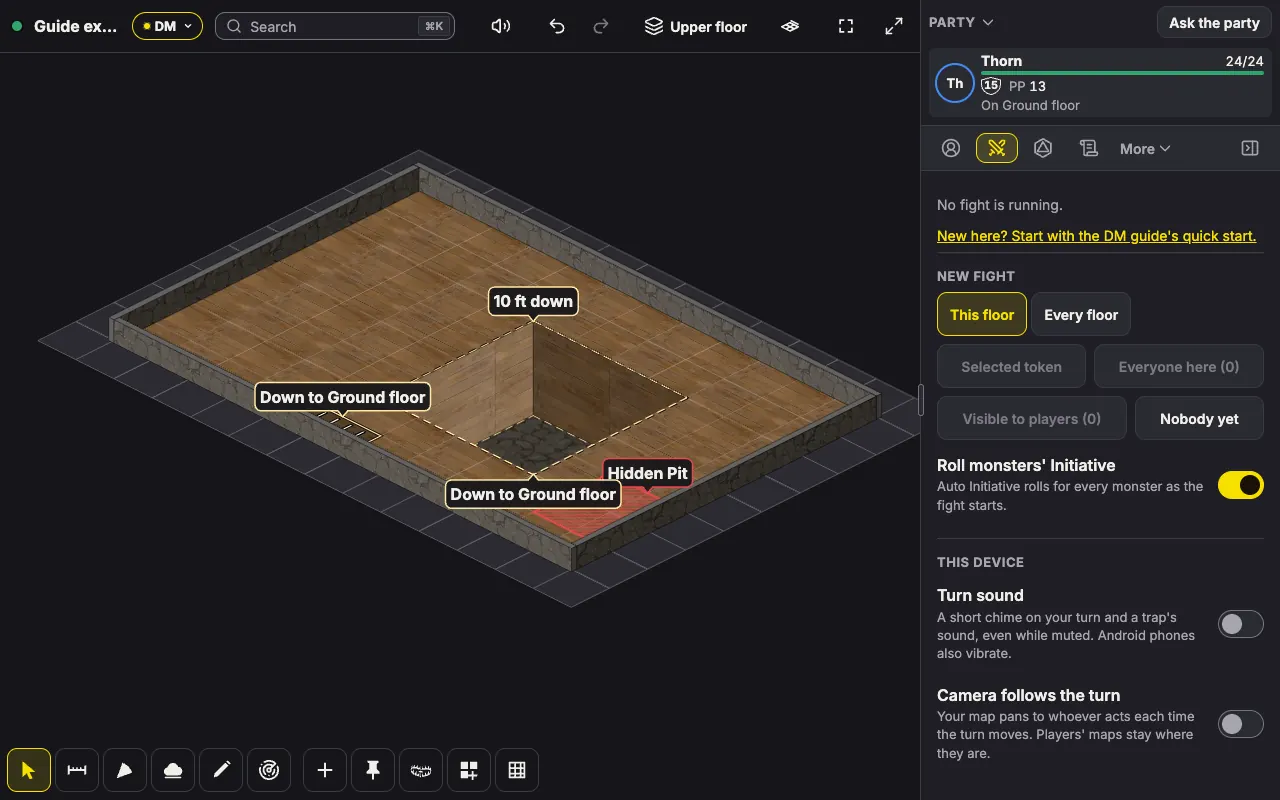 Guide ex...
DM
Search
⌘K
Upper floor
PARTY
Ask the party
Th
Thorn
24/24
15
PP 13
On Ground floor
More
No fight is running.
New here? Start with the DM guide's quick start.
NEW FIGHT
This floor
Every floor
Selected token
Everyone here (0)
Visible to players (0)
Nobody yet
Roll monsters' Initiative
Auto Initiative rolls for every monster as the
fight starts.
THIS DEVICE
Turn sound
A short chime on your turn and a trap's
sound, even while muted. Android phones
also vibrate.
Camera follows the turn
Your map pans to whoever acts each time
the turn moves. Players' maps stay where
they are.
10 ft down
Down to Ground floor
Hidden Pit
Down to Ground floor